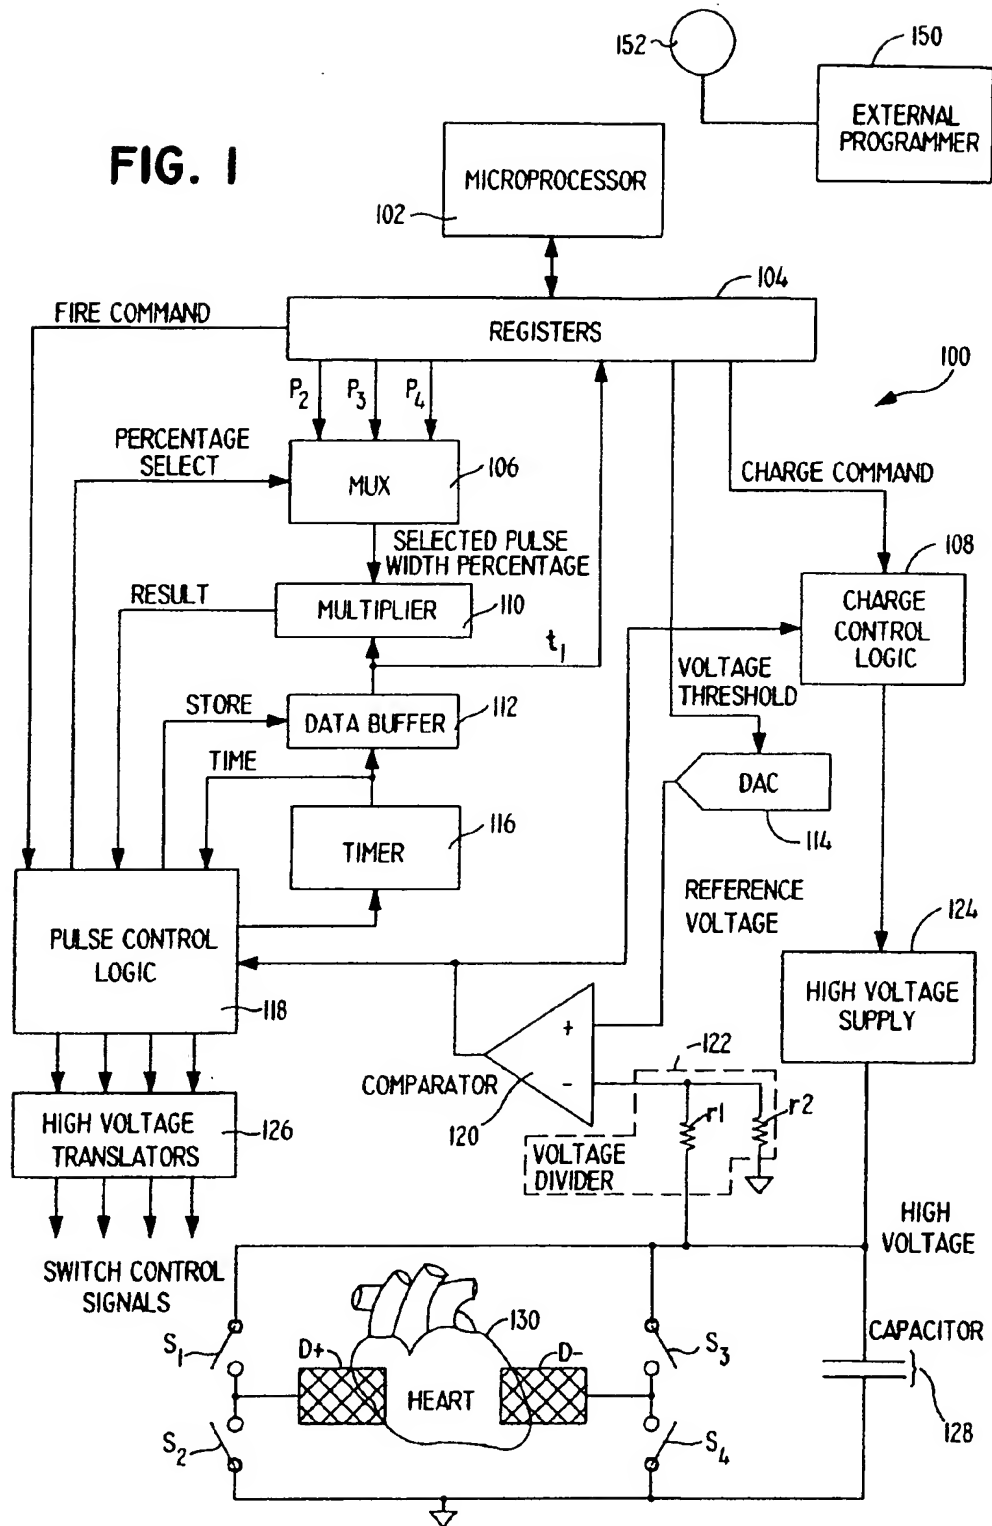 152
150
EXTERNAL
PROGRAMMER
FIG. 1
MICROPROCESSOR
102
104
FIRE COMMAND
REGISTERS
100
P2
P3
P4
PERCENTAGE
SELECT
MUX
106
CHARGE COMMAND
SELECTED PULSE
WIDTH PERCENTAGE
108
RESULT
MULTIPLIER
110
CHARGE
CONTROL
LOGIC
t1
VOLTAGE
THRESHOLD
STORE
DATA BUFFER
112
TIME
DAC
114
TIMER
116
REFERENCE
VOLTAGE
124
PULSE CONTROL
LOGIC
118
HIGH VOLTAGE
SUPPLY
+
-
COMPARATOR
120
122
r1
r2
HIGH VOLTAGE
TRANSLATORS
126
VOLTAGE
DIVIDER
HIGH
VOLTAGE
SWITCH CONTROL
SIGNALS
130
CAPACITOR
S1
D+
D-
S3
HEART
128
S2
S4